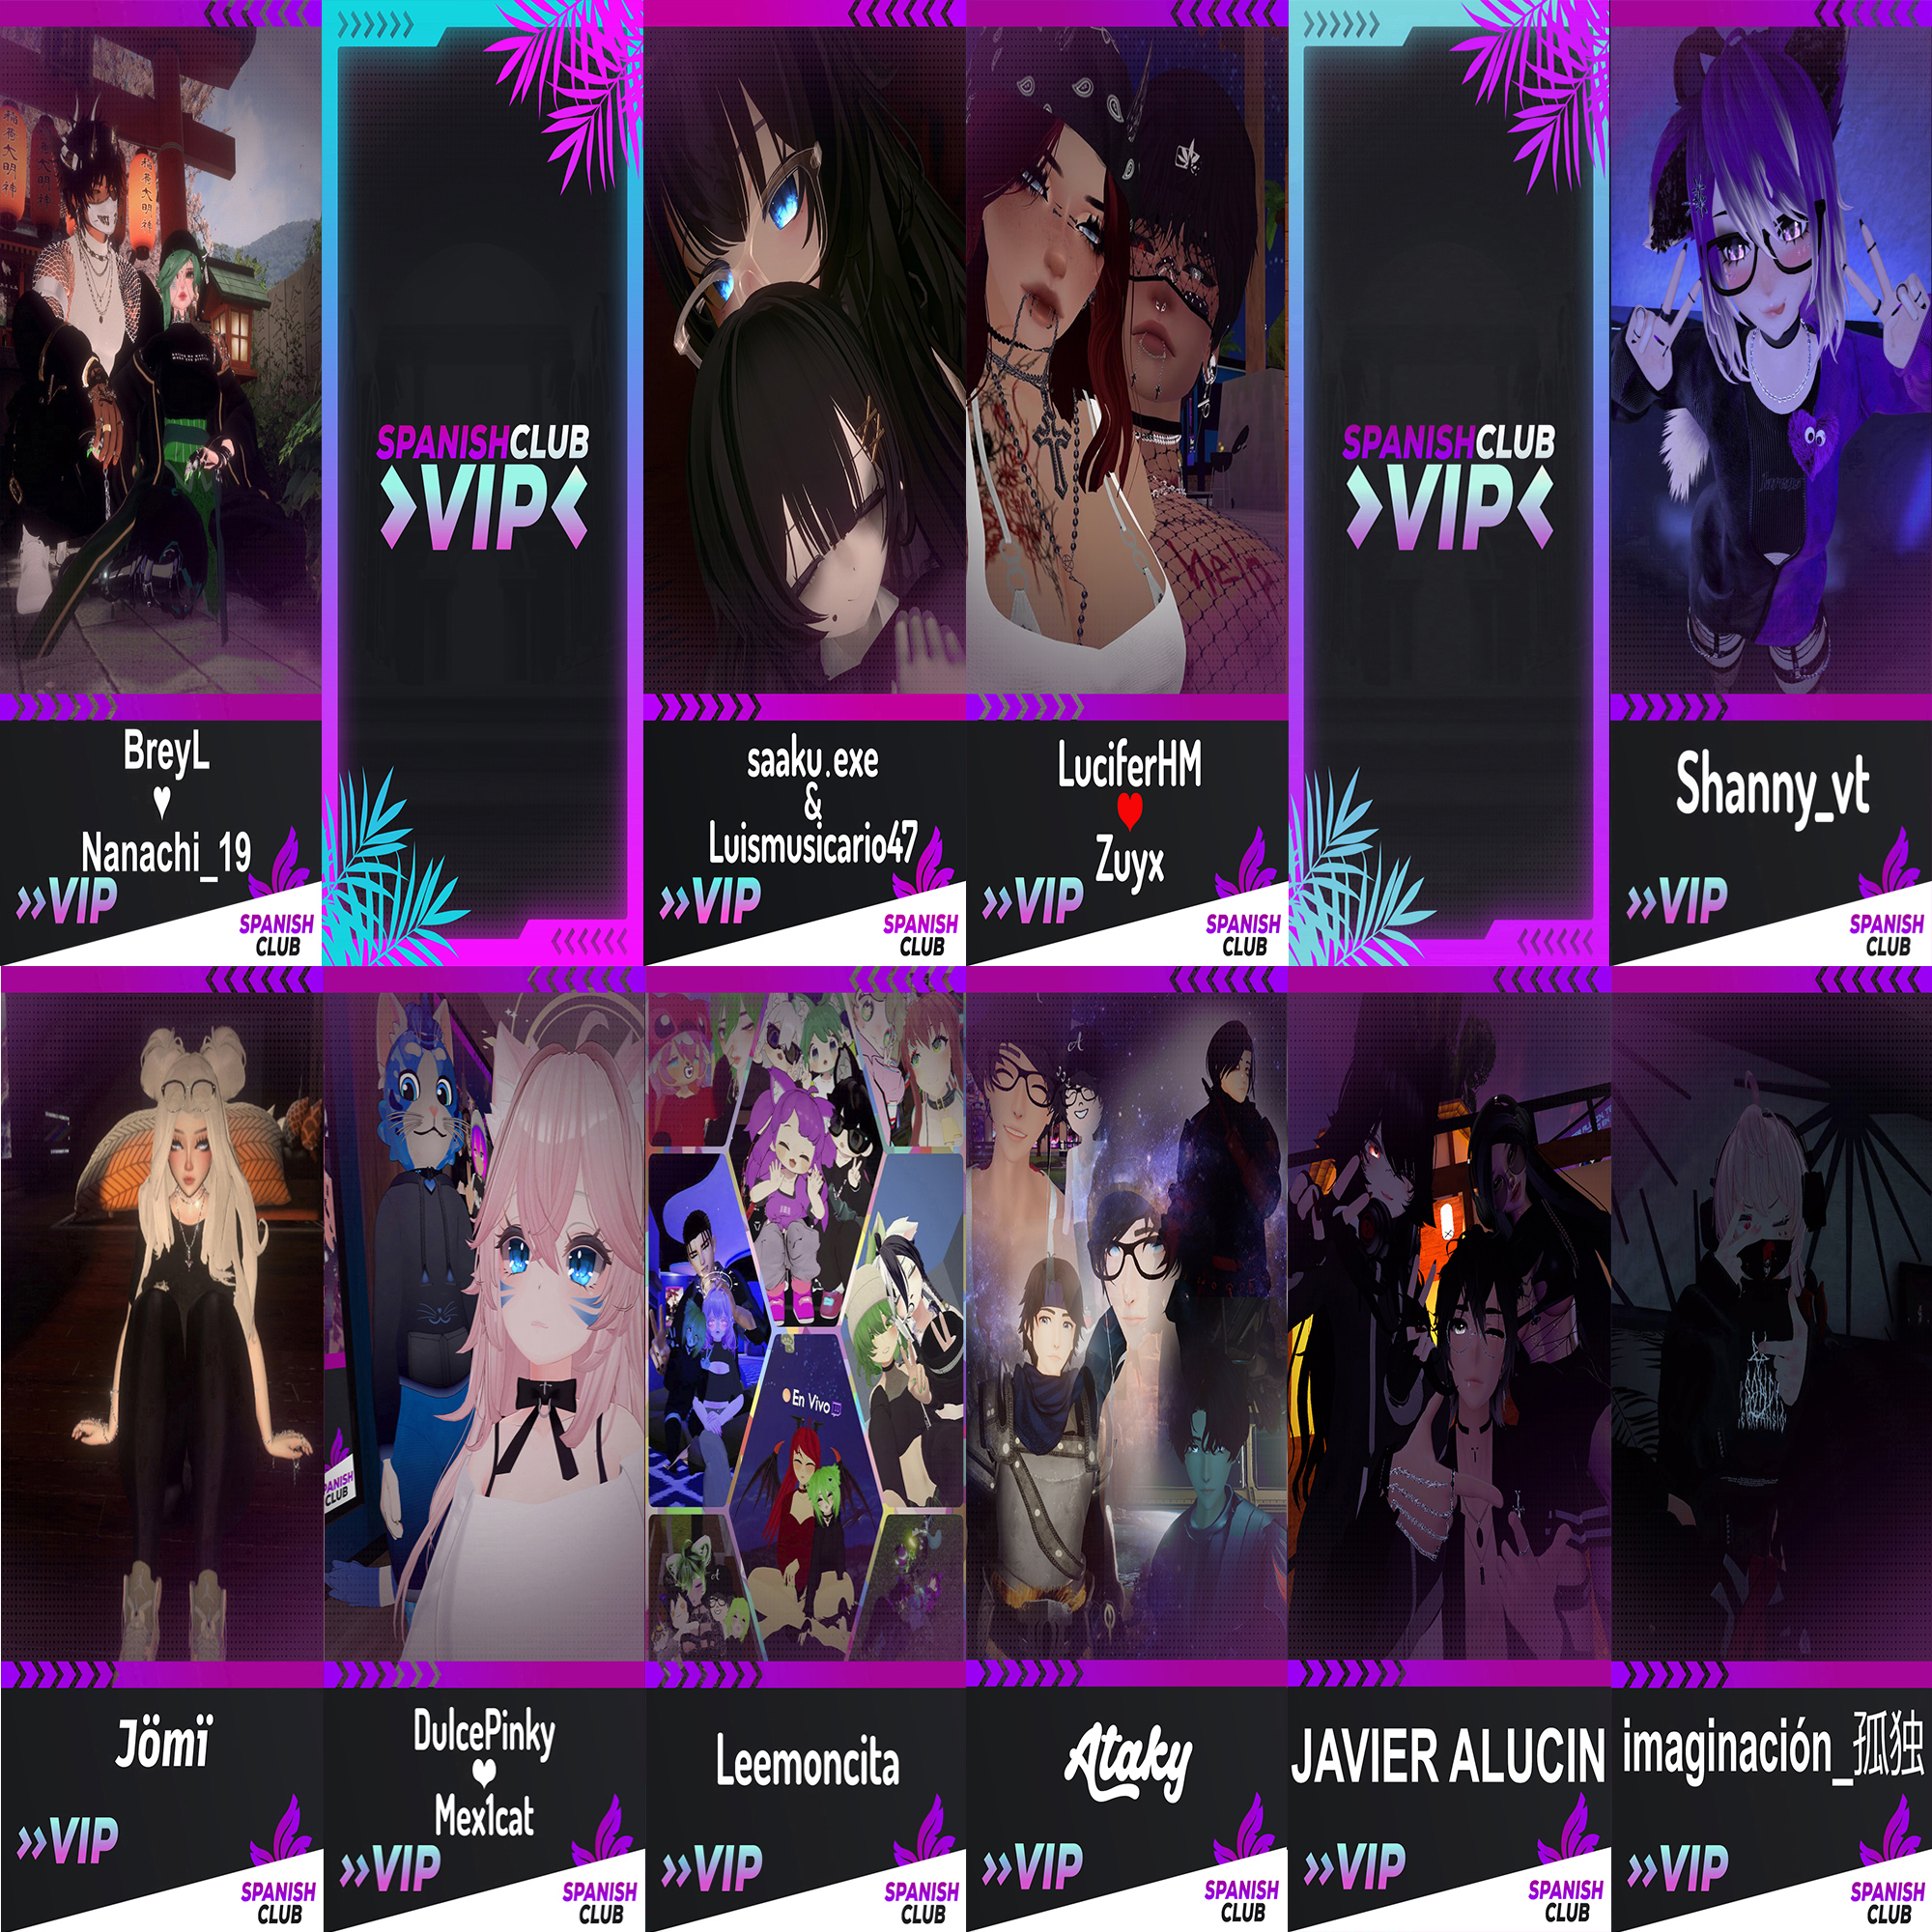 BreyL
♥
Nanachi_19
»VIP
SPANISH
CLUB
SPANISHCLUB
VIP
saaku.exe
&
Luismusicario47
»VIP
SPANISH
CLUB
LuciferHM
♥
Zuyx
»VIP
SPANISH
CLUB
SPANISHCLUB
VIP
Shanny_vt
»VIP
SPANISH
CLUB
Jömï
»VIP
SPANISH
CLUB
DulcePinky
♥
Mex1cat
»VIP
SPANISH
CLUB
En Vivo
Leemoncita
»VIP
SPANISH
CLUB
Ataky
»VIP
SPANISH
CLUB
JAVIER ALUCIN
»VIP
SPANISH
CLUB
imaginación_孤独
»VIP
SPANISH
CLUB